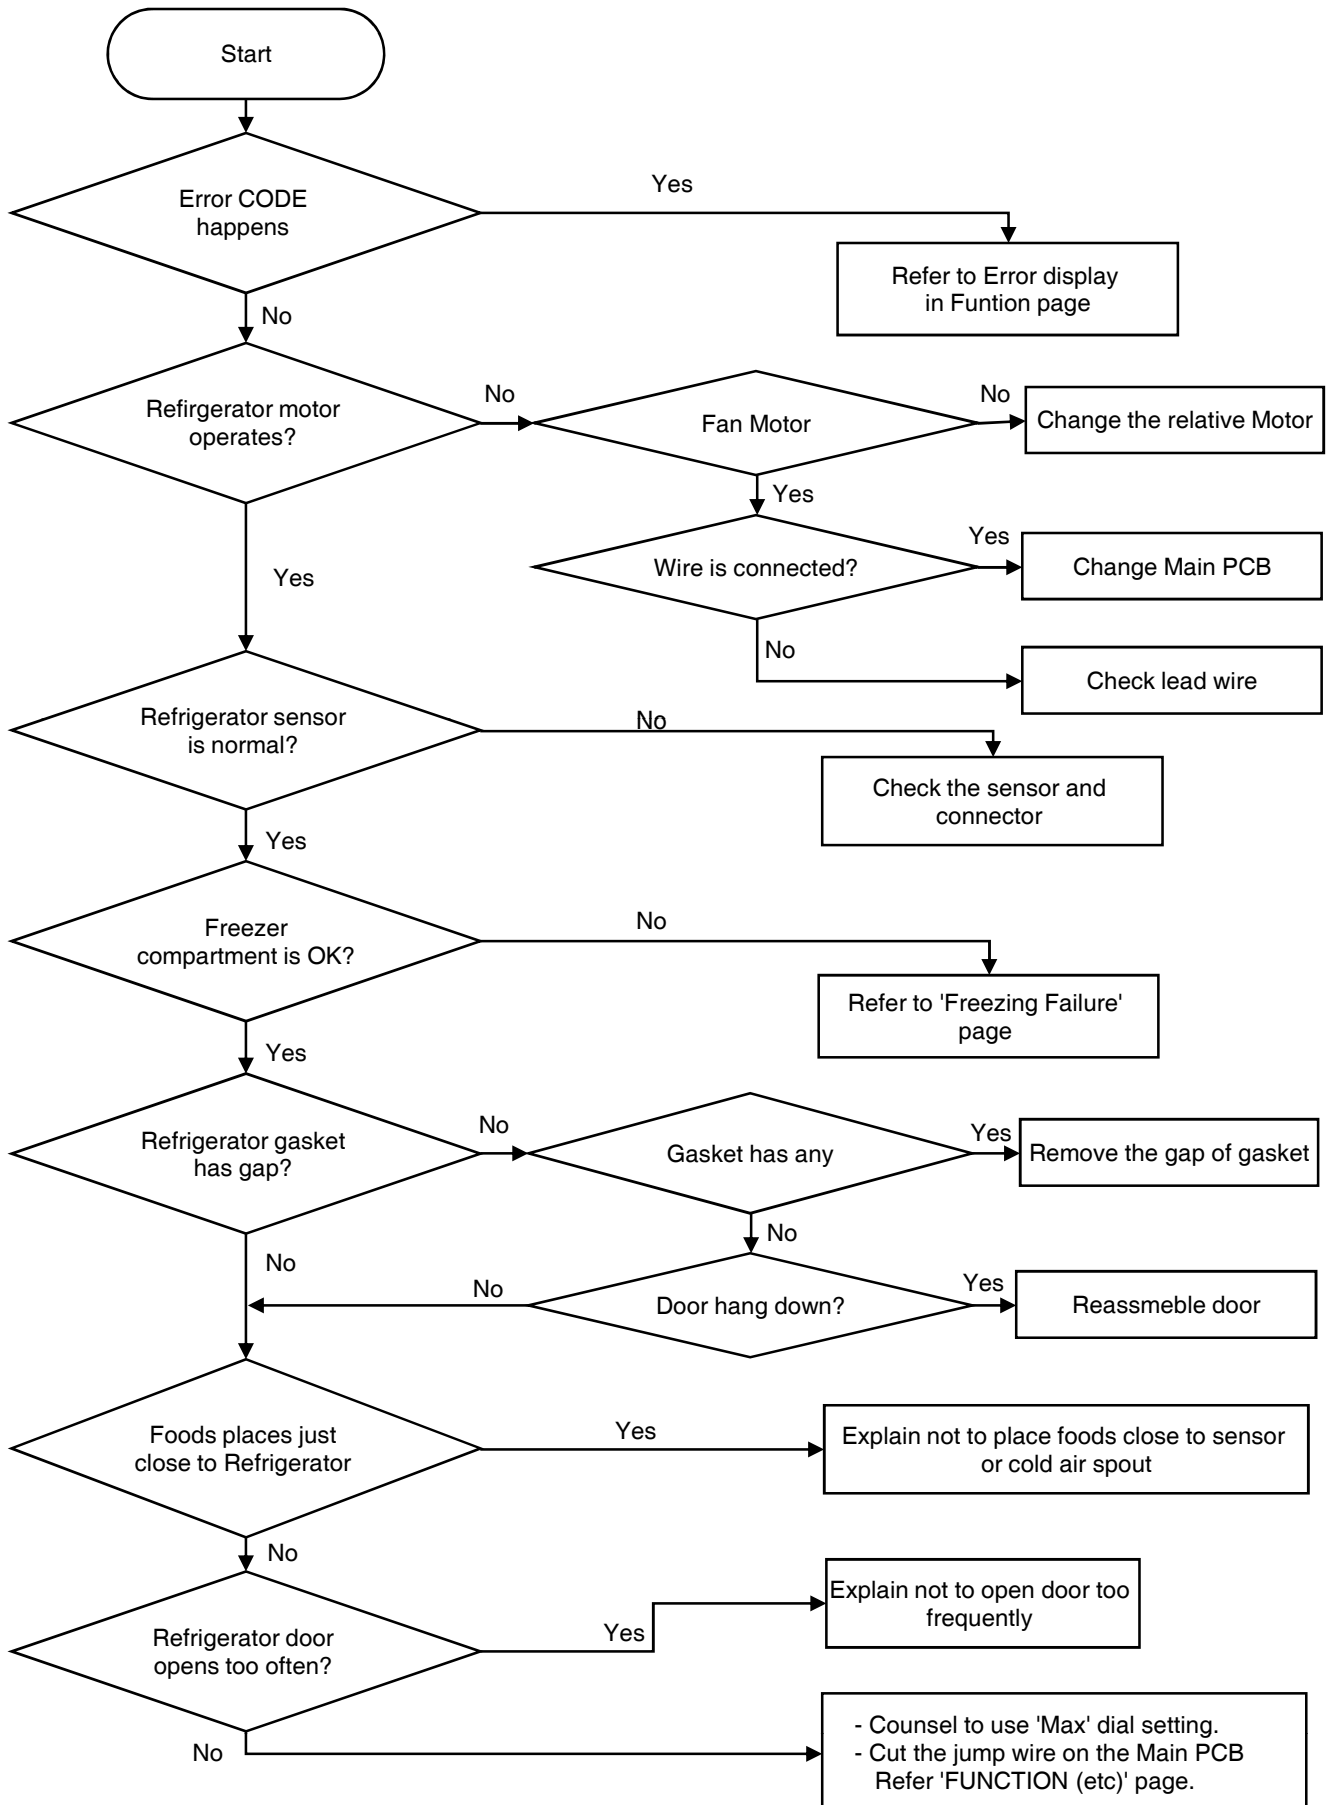 Start
Error CODE
happens
Yes
Refer to Error display
in Funtion page
No
Refirgerator motor
operates?
No
Fan Motor
No
Change the relative Motor
Yes
Wire is connected?
Yes
Change Main PCB
Yes
No
Check lead wire
Refrigerator sensor
is normal?
No
Check the sensor and
connector
Yes
Freezer
compartment is OK?
No
Refer to 'Freezing Failure'
page
Yes
Refrigerator gasket
has gap?
No
Gasket has any
Yes
Remove the gap of gasket
No
No
Door hang down?
Yes
Reassmeble door
No
Foods places just
close to Refrigerator
Yes
Explain not to place foods close to sensor
or cold air spout
No
Refrigerator door
opens too often?
Yes
Explain not to open door too
frequently
No
- Counsel to use 'Max' dial setting.
- Cut the jump wire on the Main PCB
Refer 'FUNCTION (etc)' page.